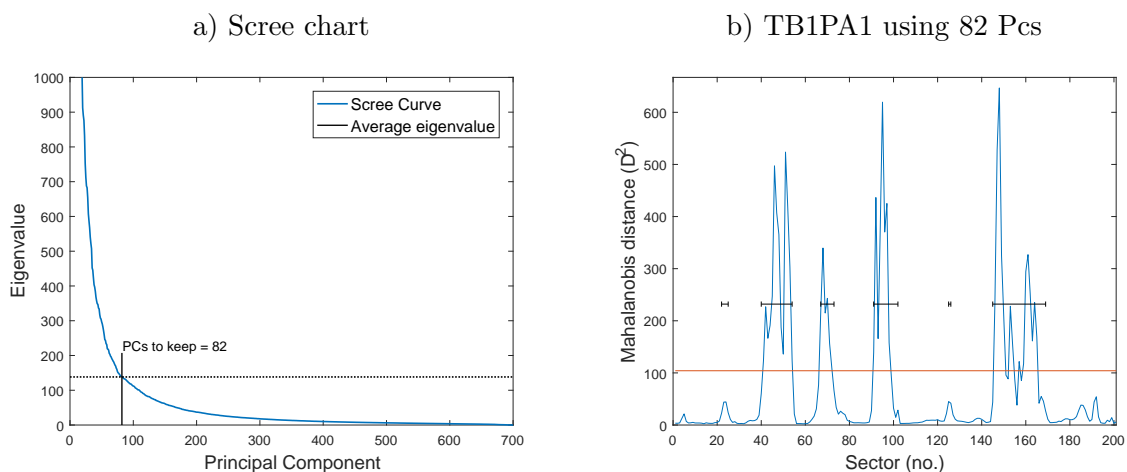 a) Scree chart
1000
900
800
700
600
500
400
300
200
100
0
Eigenvalue
Scree Curve
Average eigenvalue
PCs to keep = 82
0 100 200 300 400 500 600 700
Principal Component
b) TB1PA1 using 82 Pcs
600
500
400
300
200
100
0
Mahalanobis distance (D²)
0 20 40 60 80 100 120 140 160 180 200
Sector (no.)